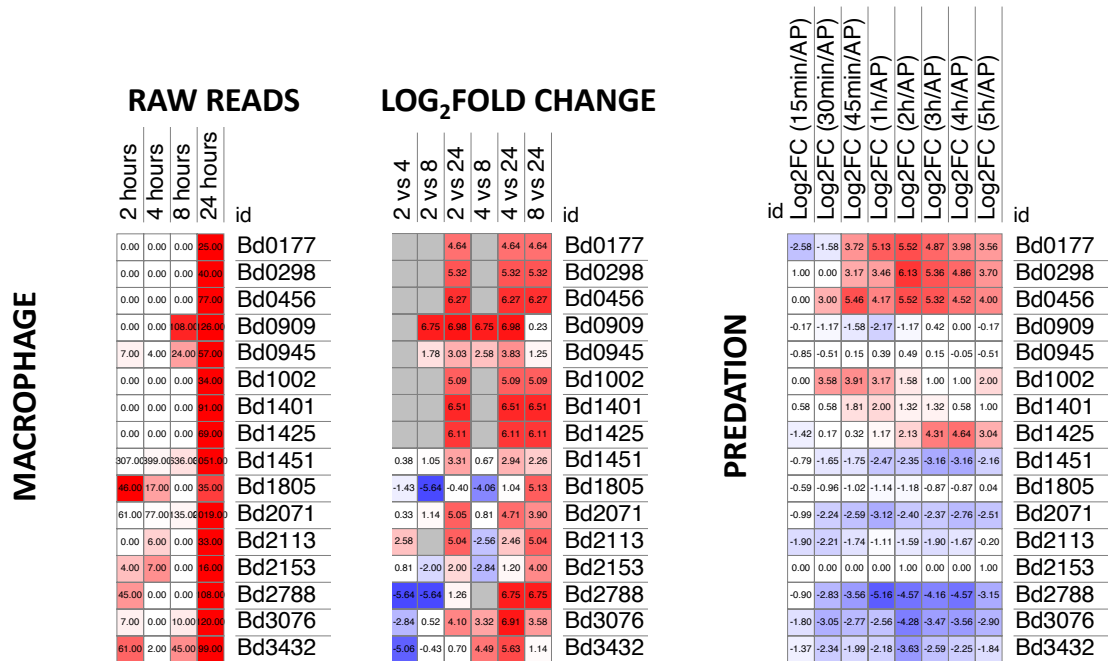 RAW READS LOG2FOLD CHANGE
2 hours
4 hours
8 hours
24 hours
id
2 vs 4
2 vs 8
2 vs 24
4 vs 8
4 vs 24
8 vs 24
id
id
Log2FC (15min/AP)
Log2FC (30min/AP)
Log2FC (45min/AP)
Log2FC (1h/AP)
Log2FC (2h/AP)
Log2FC (3h/AP)
Log2FC (4h/AP)
Log2FC (5h/AP)
MACROPHAGE
PREDATION
0.00 0.00 0.00 25.00 Bd0177 4.64 4.64 4.64 Bd0177 -2.58 -1.58 3.72 5.13 5.52 4.87 3.98 3.56 Bd0177
0.00 0.00 0.00 40.00 Bd0298 5.32 5.32 5.32 Bd0298 1.00 0.00 3.17 3.46 6.13 5.36 4.86 3.70 Bd0298
0.00 0.00 0.00 77.00 Bd0456 6.27 6.27 6.27 Bd0456 0.00 3.00 5.46 4.17 5.52 5.32 4.52 4.00 Bd0456
0.00 0.00 108.00 126.00 Bd0909 6.75 6.98 6.75 6.98 0.23 Bd0909 -0.17 -1.17 -1.58 -2.17 -1.17 0.42 0.00 -0.17 Bd0909
7.00 4.00 24.00 57.00 Bd0945 1.78 3.03 2.58 3.83 1.25 Bd0945 -0.85 -0.51 0.15 0.39 0.49 0.15 -0.05 -0.51 Bd0945
0.00 0.00 0.00 34.00 Bd1002 5.09 5.09 5.09 Bd1002 0.00 3.58 3.91 3.17 1.58 1.00 1.00 2.00 Bd1002
0.00 0.00 0.00 91.00 Bd1401 6.51 6.51 6.51 Bd1401 0.58 0.58 1.81 2.00 1.32 1.32 0.58 1.00 Bd1401
0.00 0.00 0.00 69.00 Bd1425 6.11 6.11 6.11 Bd1425 -1.42 0.17 0.32 1.17 2.13 4.31 4.64 3.04 Bd1425
307.00 399.00 636.00 Bd1451 0.38 1.05 3.31 0.67 2.94 2.26 Bd1451 -0.79 -1.65 -1.75 -2.47 -2.35 -3.16 -3.16 -2.16 Bd1451
46.00 17.00 0.00 35.00 Bd1805 -1.43 -5.64 -0.40 -4.06 1.04 5.13 Bd1805 -0.59 -0.96 -1.02 -1.14 -1.18 -0.87 -0.87 0.04 Bd1805
61.00 77.00 135.00 2019.00 Bd2071 0.33 1.14 5.05 0.81 4.71 3.90 Bd2071 -0.99 -2.24 -2.59 -3.12 -2.40 -2.37 -2.76 -2.51 Bd2071
0.00 6.00 0.00 33.00 Bd2113 2.58 5.04 -2.56 2.46 5.04 Bd2113 -1.90 -2.21 -1.74 -1.11 -1.59 -1.90 -1.67 -0.20 Bd2113
4.00 7.00 0.00 16.00 Bd2153 0.81 -2.00 2.00 -2.84 1.20 4.00 Bd2153 0.00 0.00 0.00 0.00 1.00 0.00 1.00 0.00 Bd2153
45.00 0.00 0.00 108.00 Bd2788 -5.64 -5.64 1.26 6.75 6.75 Bd2788 -0.90 -2.83 -3.56 -5.16 -4.57 -4.16 -4.57 -3.15 Bd2788
7.00 0.00 10.00 120.00 Bd3076 -2.84 0.52 4.10 3.32 6.91 3.58 Bd3076 -1.80 -3.05 -2.77 -2.56 -4.28 -3.47 -3.56 -2.90 Bd3076
61.00 2.00 45.00 99.00 Bd3432 -5.06 -0.43 0.70 4.49 5.63 1.14 Bd3432 -1.37 -2.34 -1.99 -2.18 -3.63 -2.59 -2.25 -1.84 Bd3432